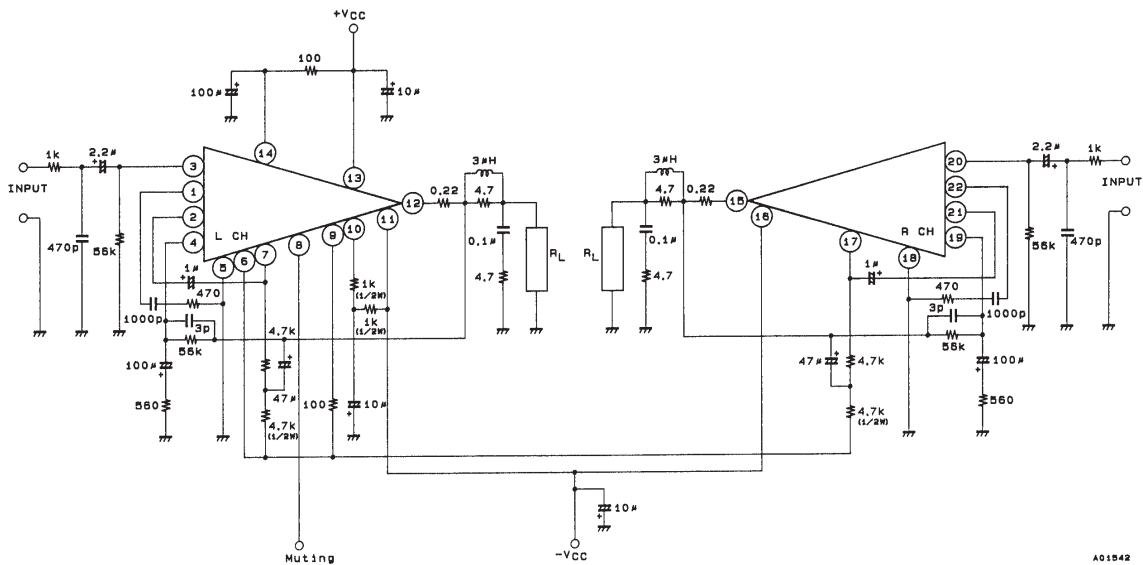 +VCC
100
100µ +
+ 10µ
14
13
1k
2.2µ
+
3
INPUT
1
2
4
470p
56k
L CH
5
6
7
8
9
10
11
12
0.22
3µH
4.7
0.1µ
4.7
RL
1µ
+
470
1000p
3p
56k
100µ
+
560
4.7k
47µ
+
4.7k
(1/2W)
100
10µ
+
1k
(1/2W)
1k
(1/2W)
Muting
3µH
4.7
0.22
15
16
17
18
R CH
20
22
21
19
2.2µ
+
1k
INPUT
56k
470p
RL
0.1µ
4.7
1µ
+
470
3p
1000p
56k
47µ
+
4.7k
4.7k
(1/2W)
100µ
+
560
10µ
+
-VCC
A01542